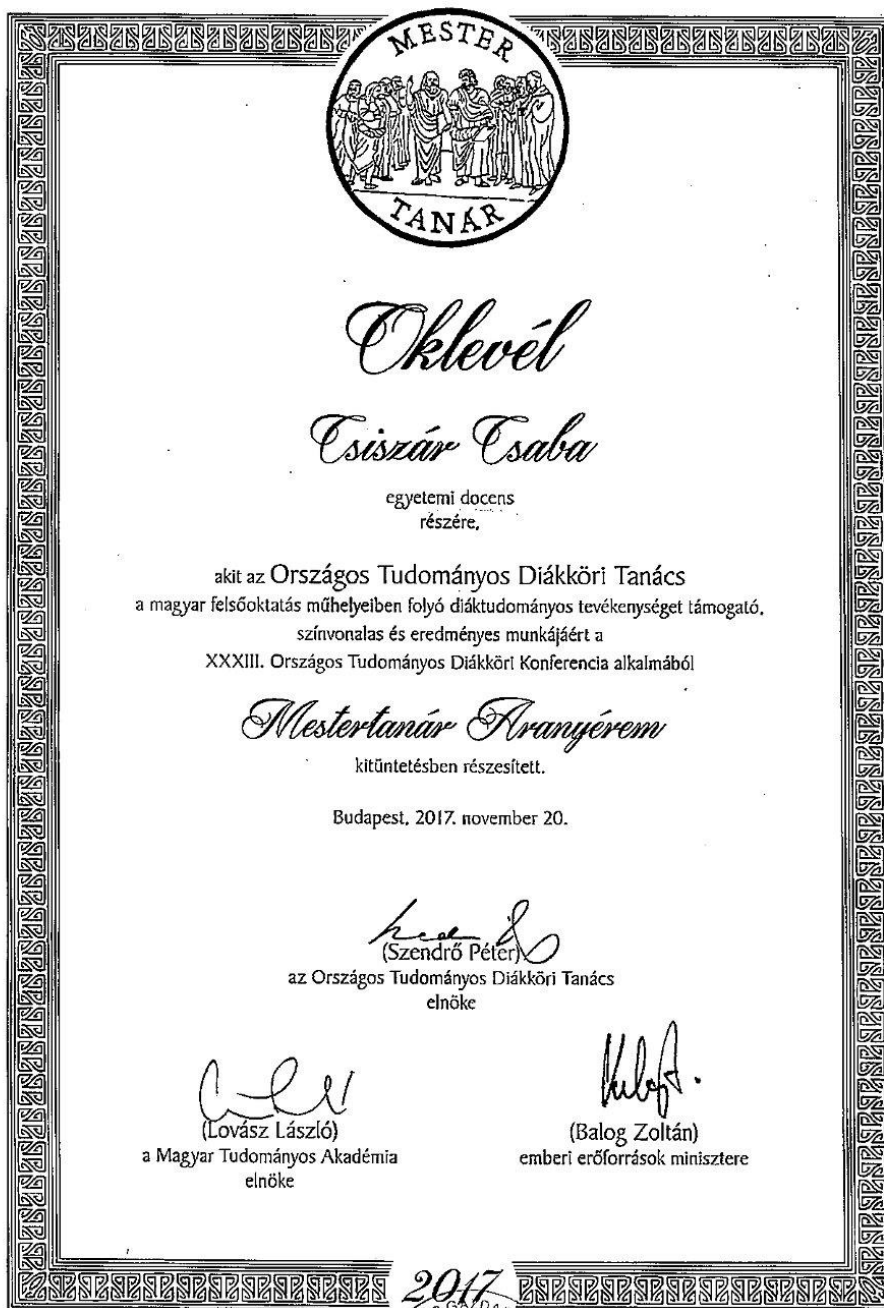 MESTER
TANÁR
Oklevél
Csiszár Csaba
egyetemi docens
részére,
akit az Országos Tudományos Diákköri Tanács
a magyar felsőoktatás műhelyeiben folyó diáktudományos tevékenységet támogató,
színvonalas és eredményes munkájáért a
XXXIII. Országos Tudományos Diákköri Konferencia alkalmából
Mestertanár Aranyérem
kitüntetésben részesített.
Budapest, 2017. november 20.
(Szendrő Péter)
az Országos Tudományos Diákköri Tanács
elnöke
(Lovász László)
a Magyar Tudományos Akadémia
elnöke
(Balog Zoltán)
emberi erőforrások minisztere
2017